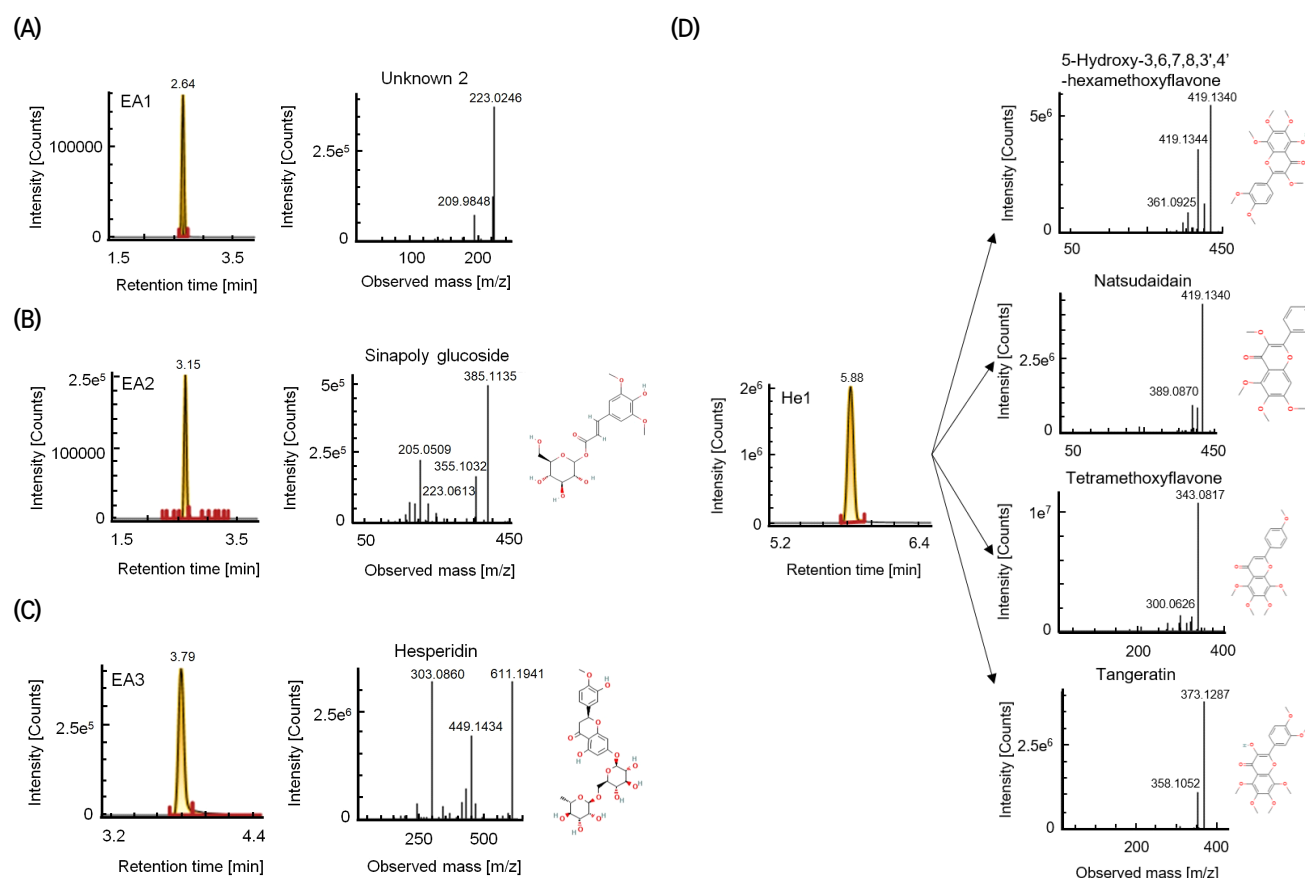 (A)
EA1
2.64
Intensity [Counts]
100000
0
1.5
3.5
Retention time [min]
Unknown 2
223.0246
209.9848
Intensity [Counts]
2.5e⁵
0
100
200
Observed mass [m/z]
(B)
EA2
3.15
Intensity [Counts]
2.5e⁵
100000
0
1.5
3.5
Retention time [min]
Sinapoly glucoside
385.1135
205.0509
355.1032
223.0613
Intensity [Counts]
5e⁵
2.5e⁵
0
50
450
Observed mass [m/z]
(C)
EA3
3.79
Intensity [Counts]
2.5e⁵
0
3.2
4.4
Retention time [min]
Hesperidin
303.0860
611.1941
449.1434
Intensity [Counts]
2.5e⁶
0
250
500
Observed mass [m/z]
(D)
He1
5.88
Intensity [Counts]
2e⁶
1e⁶
0
5.2
6.4
Retention time [min]
5-Hydroxy-3,6,7,8,3',4'
-hexamethoxyflavone
419.1340
419.1344
361.0925
Intensity [Counts]
5e⁶
0
50
450
Natsudaidain
419.1340
389.0870
Intensity [Counts]
2.5e⁶
0
50
450
Tetramethoxyflavone
343.0817
300.0626
Intensity [Counts]
1e⁷
0
200
400
Tangeratin
373.1287
358.1052
Intensity [Counts]
2.5e⁶
0
200
400
Observed mass [m/z]